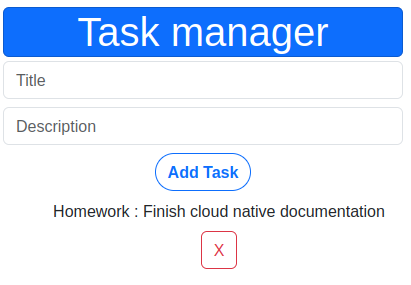 Task manager
Title
Description
Add Task
Homework : Finish cloud native documentation
X